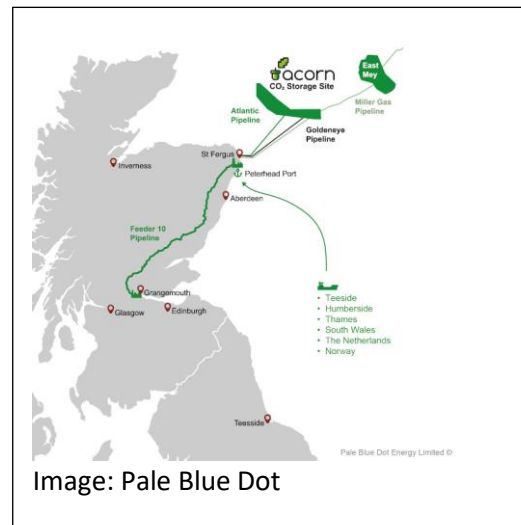 acorn
CO₂ Storage Site
East
Mey
Atlantic
Pipeline
Miller Gas
Pipeline
Goldeneye
Pipeline
St Fergus
Inverness
Peterhead Port
Aberdeen
Feeder 10
Pipeline
Grangemouth
Glasgow
Edinburgh
• Teeside
• Humberside
• Thames
• South Wales
• The Netherlands
• Norway
Teesside
Pale Blue Dot Energy Limited ©
Image: Pale Blue Dot